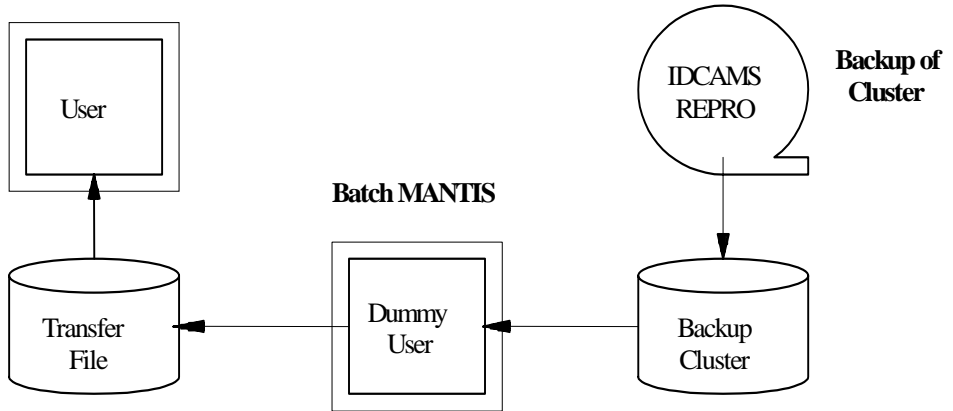 User
IDCAMS
REPRO
Backup of
Cluster
Batch MANTIS
Transfer
File
Dummy
User
Backup
Cluster